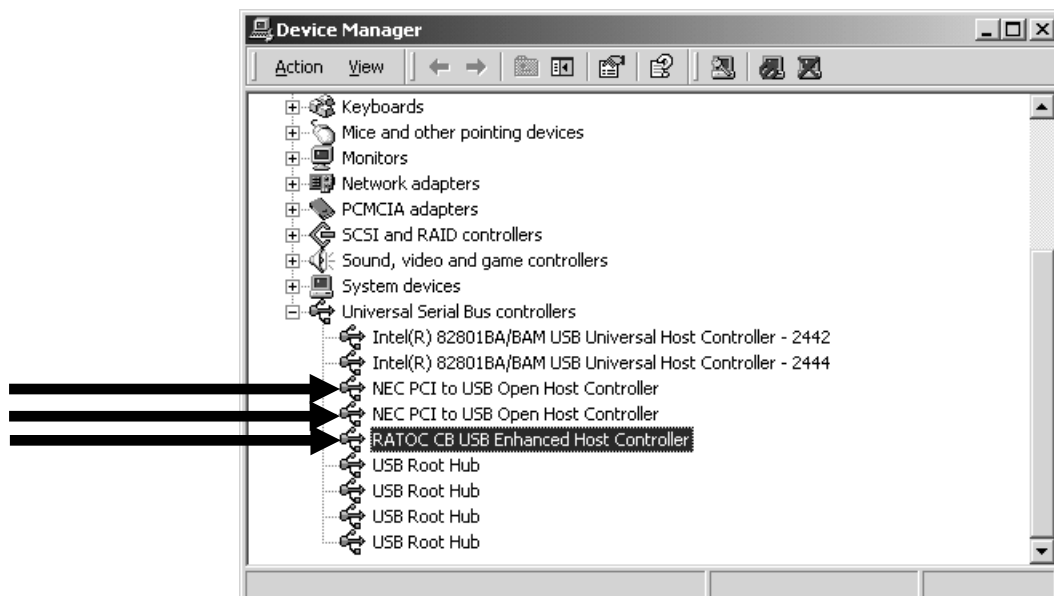 Device Manager
Action View
Keyboards
Mice and other pointing devices
Monitors
Network adapters
PCMCIA adapters
SCSI and RAID controllers
Sound, video and game controllers
System devices
Universal Serial Bus controllers
Intel(R) 82801BA/BAM USB Universal Host Controller - 2442
Intel(R) 82801BA/BAM USB Universal Host Controller - 2444
NEC PCI to USB Open Host Controller
NEC PCI to USB Open Host Controller
RATOC CB USB Enhanced Host Controller
USB Root Hub
USB Root Hub
USB Root Hub
USB Root Hub